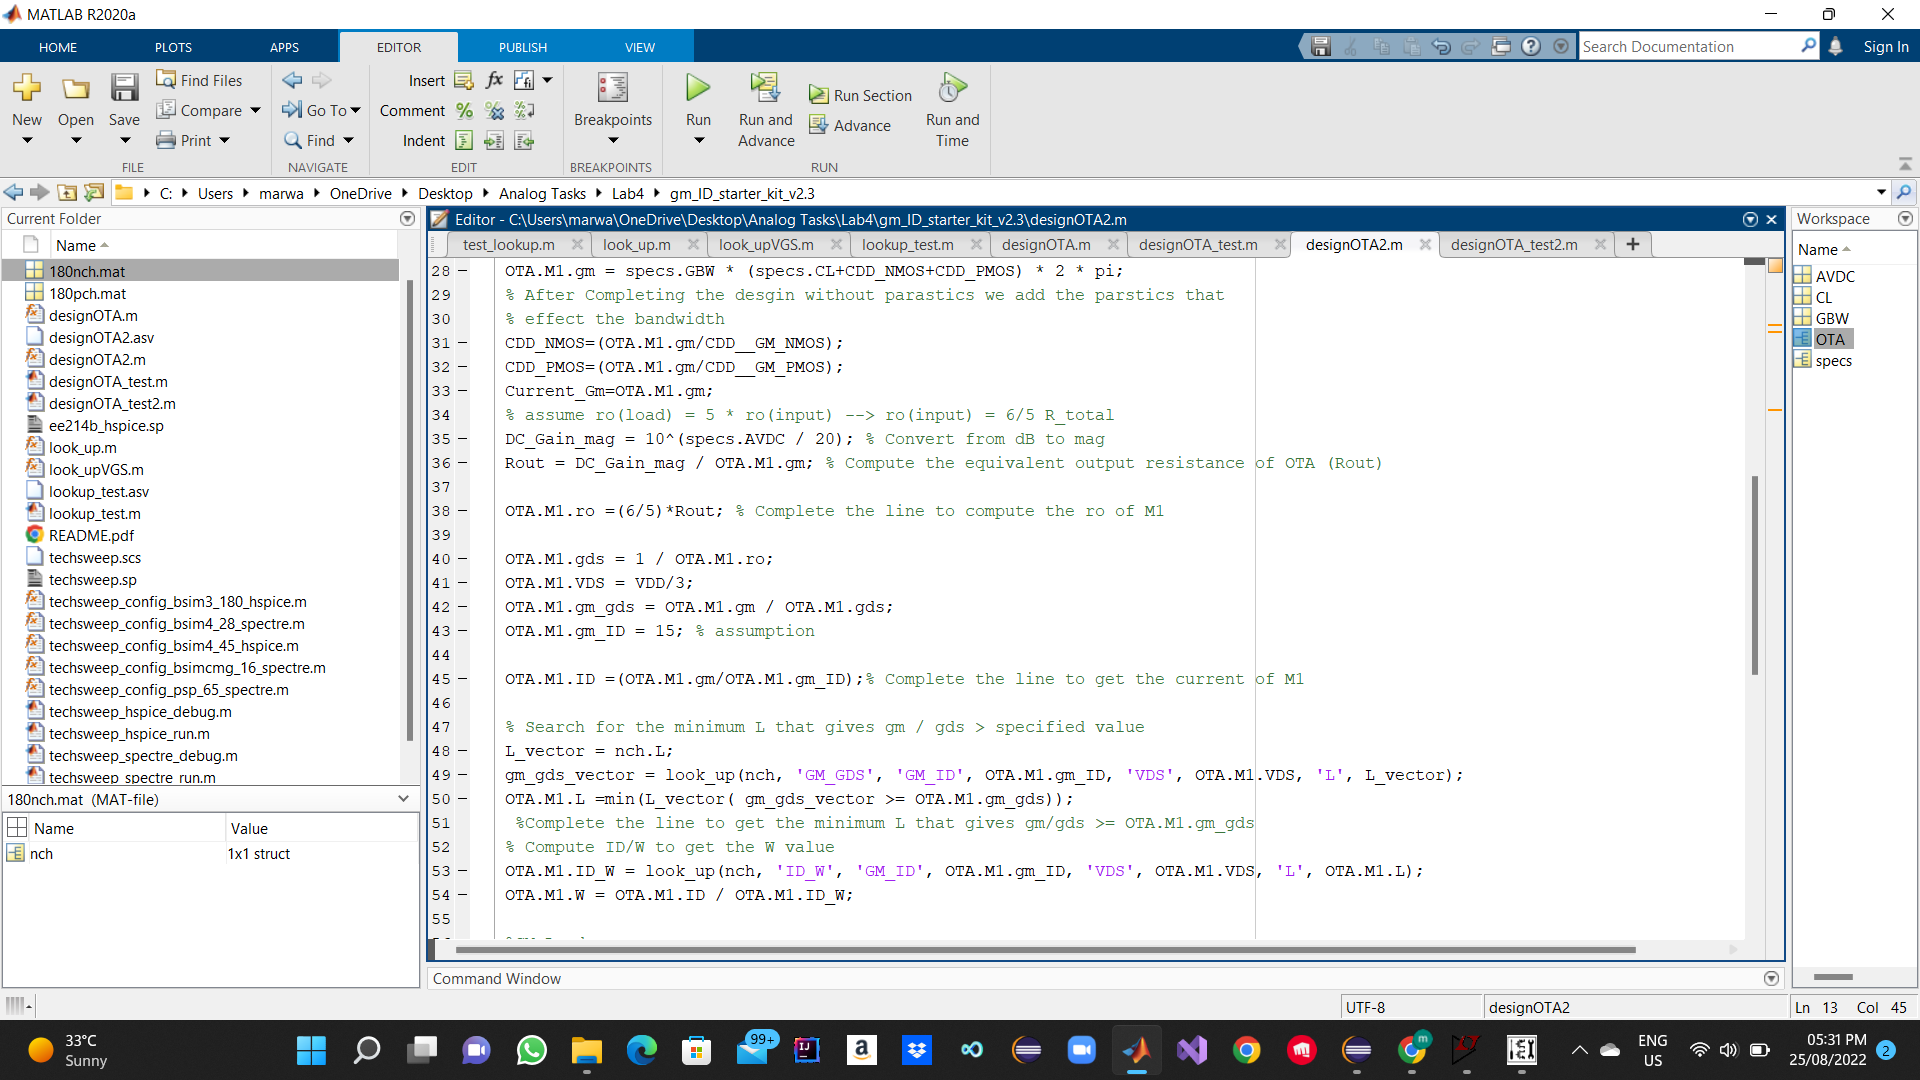 MATLAB R2020a
HOME PLOTS APPS EDITOR PUBLISH VIEW
Search Documentation
Sign In
New Open Save
Find Files
Compare
Print
FILE
Go To
Find
NAVIGATE
Insert fx
Comment
Indent
EDIT
Breakpoints
BREAKPOINTS
Run
Run and Advance
Run Section
Advance
Run and Time
RUN
C: Users marwa OneDrive Desktop Analog Tasks Lab4 gm_ID_starter_kit_v2.3
Current Folder
Name
180nch.mat
180pch.mat
designOTA.m
designOTA2.asv
designOTA2.m
designOTA_test.m
designOTA_test2.m
ee214b_hspice.sp
look_up.m
look_upVGS.m
lookup_test.asv
lookup_test.m
README.pdf
techsweep.scs
techsweep.sp
techsweep_config_bsim3_180_hspice.m
techsweep_config_bsim4_28_spectre.m
techsweep_config_bsim4_45_hspice.m
techsweep_config_bsimcmg_16_spectre.m
techsweep_config_psp_65_spectre.m
techsweep_hspice_debug.m
techsweep_hspice_run.m
techsweep_spectre_debug.m
techsweep_spectre_run.m
180nch.mat (MAT-file)
Name Value
nch 1x1 struct
Editor - C:\Users\marwa\OneDrive\Desktop\Analog Tasks\Lab4\gm_ID_starter_kit_v2.3\designOTA2.m
test_lookup.m look_up.m look_upVGS.m lookup_test.m designOTA.m designOTA_test.m designOTA2.m designOTA_test2.m
28 OTA.M1.gm = specs.GBW * (specs.CL+CDD_NMOS+CDD_PMOS) * 2 * pi;
29 % After Completing the desgin without parastics we add the parstics that
30 % effect the bandwidth
31 CDD_NMOS=(OTA.M1.gm/CDD__GM_NMOS);
32 CDD_PMOS=(OTA.M1.gm/CDD__GM_PMOS);
33 Current_Gm=OTA.M1.gm;
34 % assume ro(load) = 5 * ro(input) --> ro(input) = 6/5 R_total
35 DC_Gain_mag = 10^(specs.AVDC / 20); % Convert from dB to mag
36 Rout = DC_Gain_mag / OTA.M1.gm; % Compute the equivalent output resistance of OTA (Rout)
37
38 OTA.M1.ro =(6/5)*Rout; % Complete the line to compute the ro of M1
39
40 OTA.M1.gds = 1 / OTA.M1.ro;
41 OTA.M1.VDS = VDD/3;
42 OTA.M1.gm_gds = OTA.M1.gm / OTA.M1.gds;
43 OTA.M1.gm_ID = 15; % assumption
44
45 OTA.M1.ID =(OTA.M1.gm/OTA.M1.gm_ID);% Complete the line to get the current of M1
46
47 % Search for the minimum L that gives gm / gds > specified value
48 L_vector = nch.L;
49 gm_gds_vector = look_up(nch, 'GM_GDS', 'GM_ID', OTA.M1.gm_ID, 'VDS', OTA.M1.VDS, 'L', L_vector);
50 OTA.M1.L =min(L_vector( gm_gds_vector >= OTA.M1.gm_gds));
51 %Complete the line to get the minimum L that gives gm/gds >= OTA.M1.gm_gds
52 % Compute ID/W to get the W value
53 OTA.M1.ID_W = look_up(nch, 'ID_W', 'GM_ID', OTA.M1.gm_ID, 'VDS', OTA.M1.VDS, 'L', OTA.M1.L);
54 OTA.M1.W = OTA.M1.ID / OTA.M1.ID_W;
55
Command Window
Workspace
Name
AVDC
CL
GBW
OTA
specs
UTF-8 designOTA2 Ln 13 Col 45
33°C
Sunny
99+
ENG
US
05:31 PM
25/08/2022
2